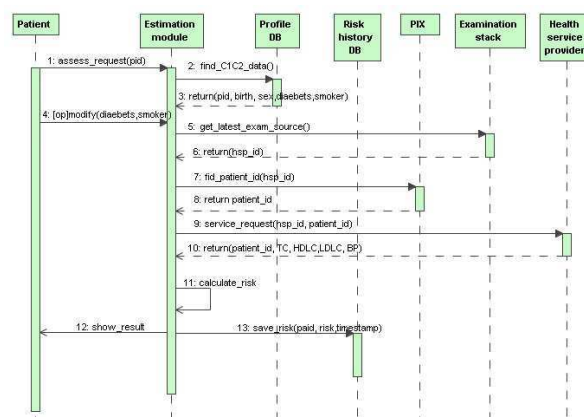 Patient
Estimation
module
Profile
DB
Risk
history
DB
PIX
Examination
stack
Health
service
provider
1: assess_request(pid)
2: find_C1C2_data()
3: return(pid, birth, sex,diaebets,smoker)
4: [op]modify(diaebets,smoker)
5: get_latest_exam_source()
6: return(hsp_id)
7: fid_patient_id(hsp_id)
8: return patient_id
9: service_request(hsp_id, patient_id)
10: return(patient_id, TC, HDLC,LDLC, BP)
11: calculate_risk
12: show_result
13: save_risk(paid, risk,timestamp)